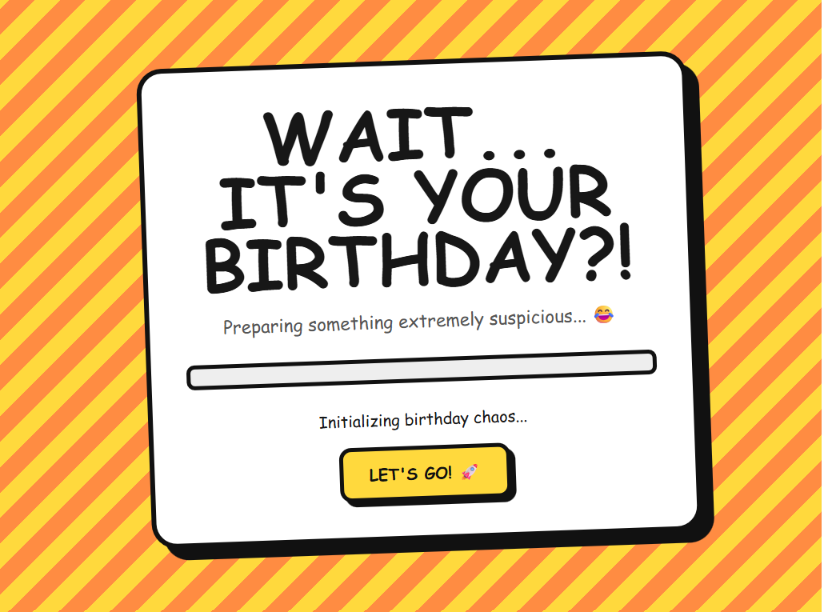 WAIT...
IT'S YOUR
BIRTHDAY?!
Preparing something extremely suspicious... 😂
Initializing birthday chaos...
LET'S GO! 🚀